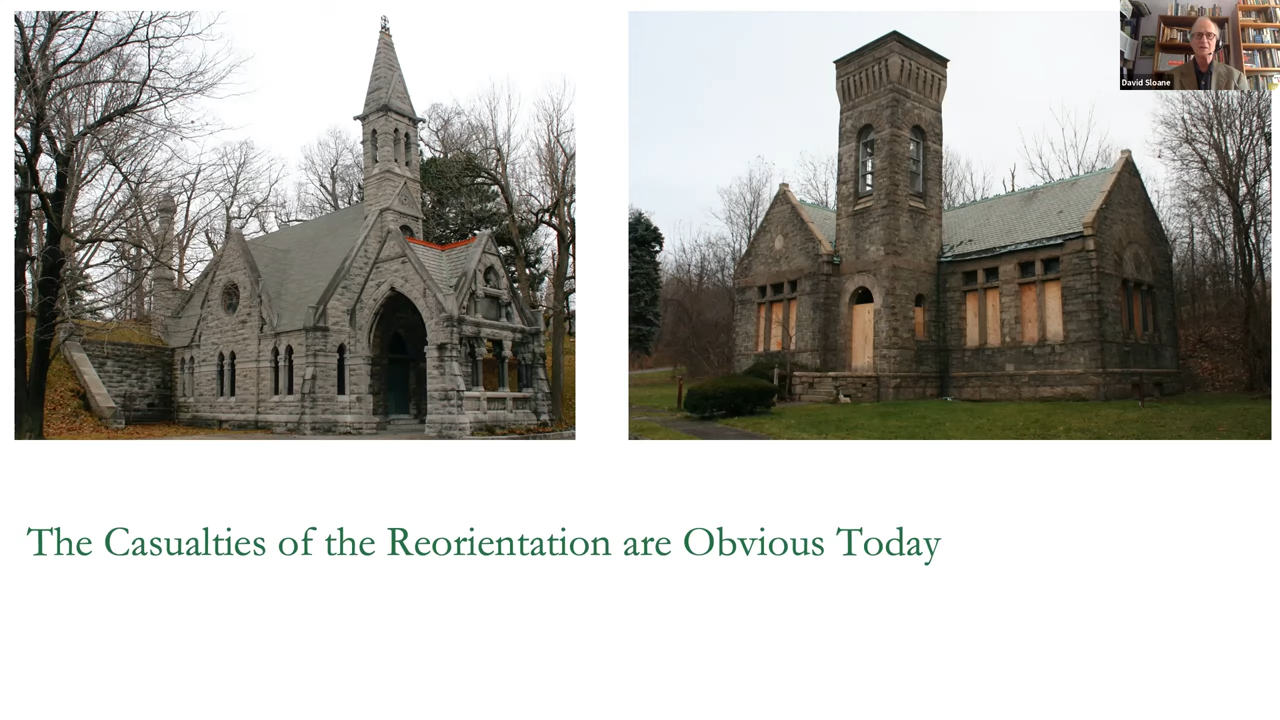 David Sloane
The Casualties of the Reorientation are Obvious Today